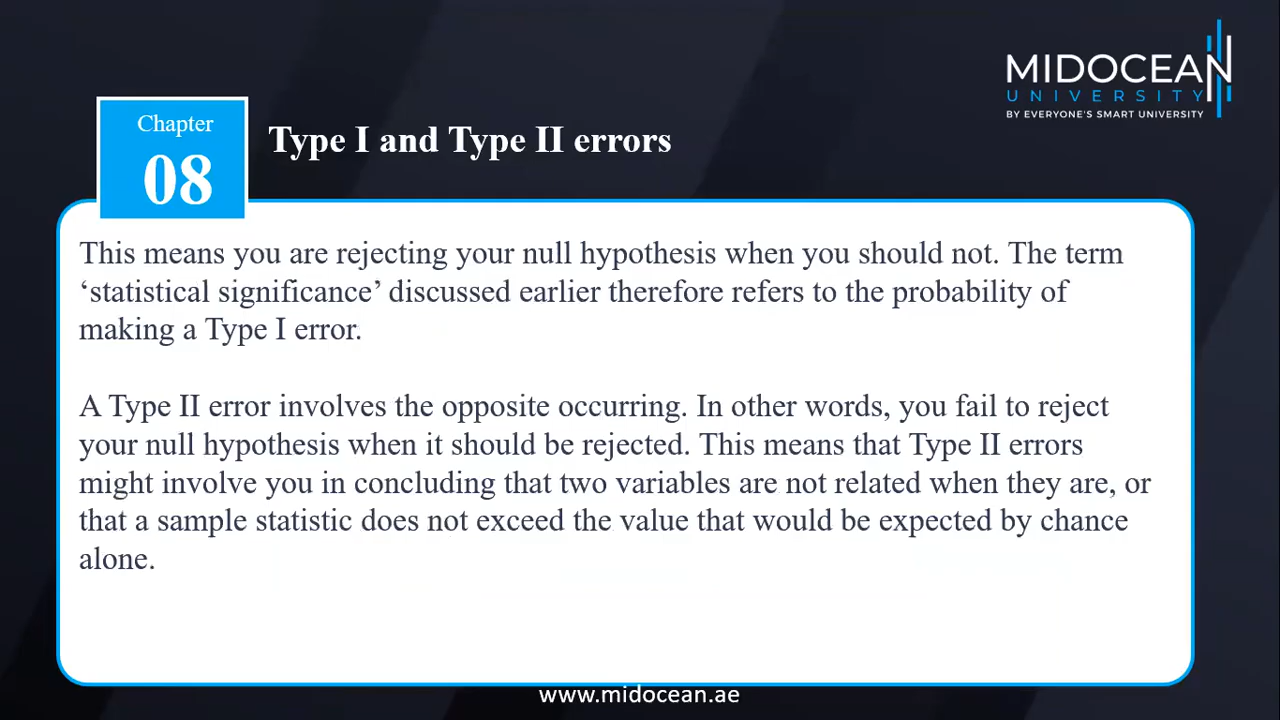 MIDOCEAN
UNIVERSITY
BY EVERYONE'S SMART UNIVERSITY
Chapter
08
Type I and Type II errors
This means you are rejecting your null hypothesis when you should not. The term
‘statistical significance’ discussed earlier therefore refers to the probability of
making a Type I error.
A Type II error involves the opposite occurring. In other words, you fail to reject
your null hypothesis when it should be rejected. This means that Type II errors
might involve you in concluding that two variables are not related when they are, or
that a sample statistic does not exceed the value that would be expected by chance
alone.
www.midocean.ae